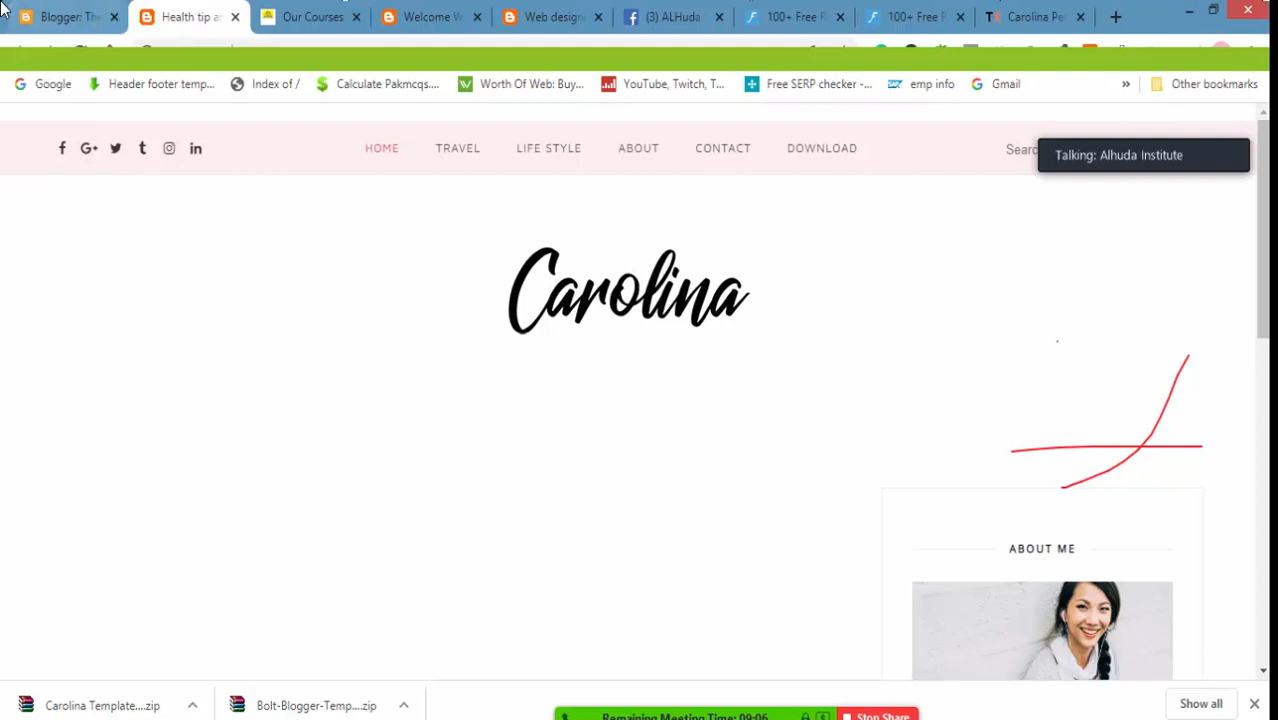 Blogger: The
Health tip a
Our Courses
Welcome W
Web design
(3) ALHuda
100+ Free
100+ Free
Carolina Pe
Google
Header footer temp...
Index of /
Calculate Pakmcqs....
Worth Of Web: Buy...
YouTube, Twitch, T...
Free SERP checker -...
emp info
Gmail
»
Other bookmarks
HOME
TRAVEL
LIFE STYLE
ABOUT
CONTACT
DOWNLOAD
Searc
Talking: Alhuda Institute
Carolina
ABOUT ME
Carolina Template....zip
Bolt-Blogger-Temp....zip
Show all
Remaining Meeting Time: 09:06
Stop Share